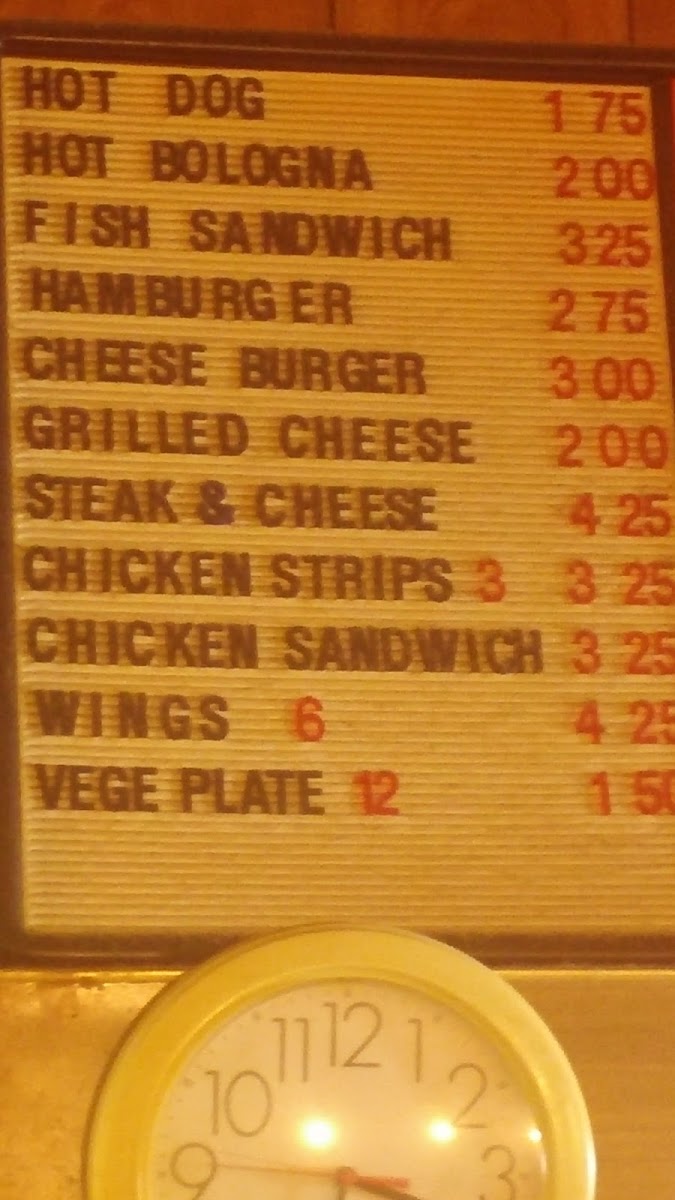 HOT DOG 1 75
HOT BOLOGNA 2 00
FISH SANDWICH 3 25
HAMBURGER 2 75
CHEESE BURGER 3 00
GRILLED CHEESE 2 00
STEAK & CHEESE 4 25
CHICKEN STRIPS 3 3 25
CHICKEN SANDWICH 3 25
WINGS 6 4 25
VEGE PLATE 12 1 50
12
11 1
10 2
9 3